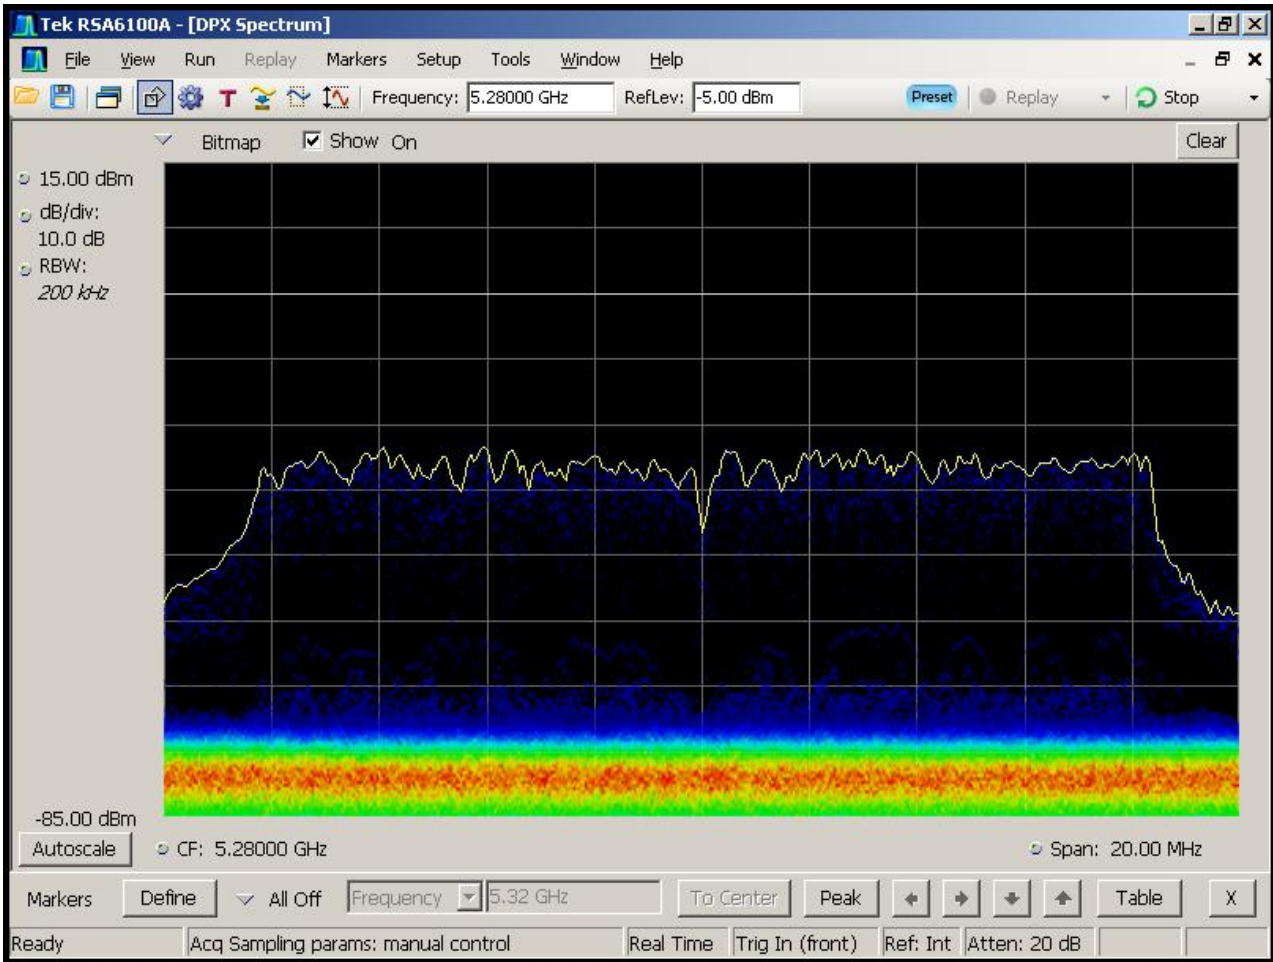 Tek RSA6100A - [DPX Spectrum]
File View Run Replay Markers Setup Tools Window Help
T Frequency: 5.28000 GHz RefLev: -5.00 dBm Preset Replay Stop
Bitmap Show On Clear
15.00 dBm
dB/div:
10.0 dB
RBW:
200 kHz
-85.00 dBm
Autoscale CF: 5.28000 GHz Span: 20.00 MHz
Markers Define All Off Frequency 5.32 GHz To Center Peak Table X
Ready Acq Sampling params: manual control Real Time Trig In (front) Ref: Int Atten: 20 dB